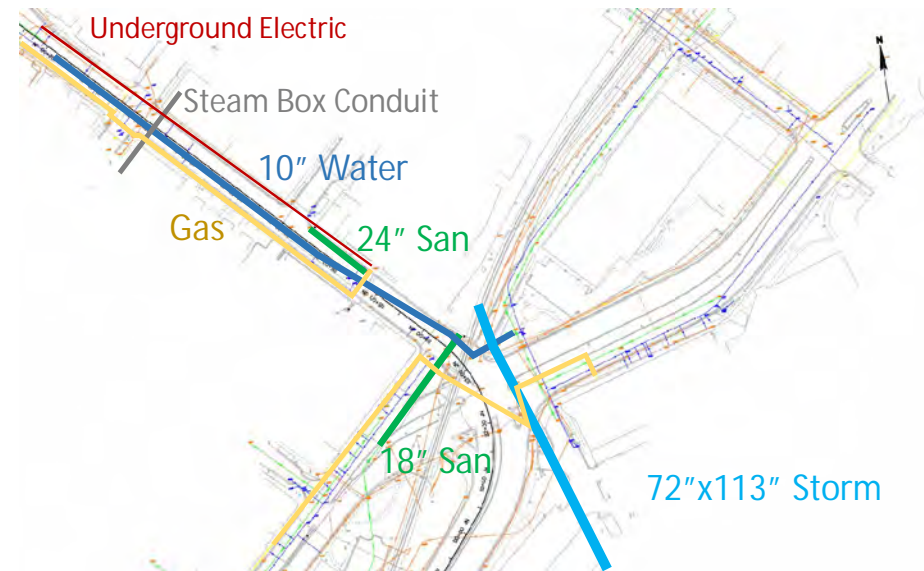 Underground Electric
N
Steam Box Conduit
10" Water
Gas
24" San
18" San
72"x113" Storm